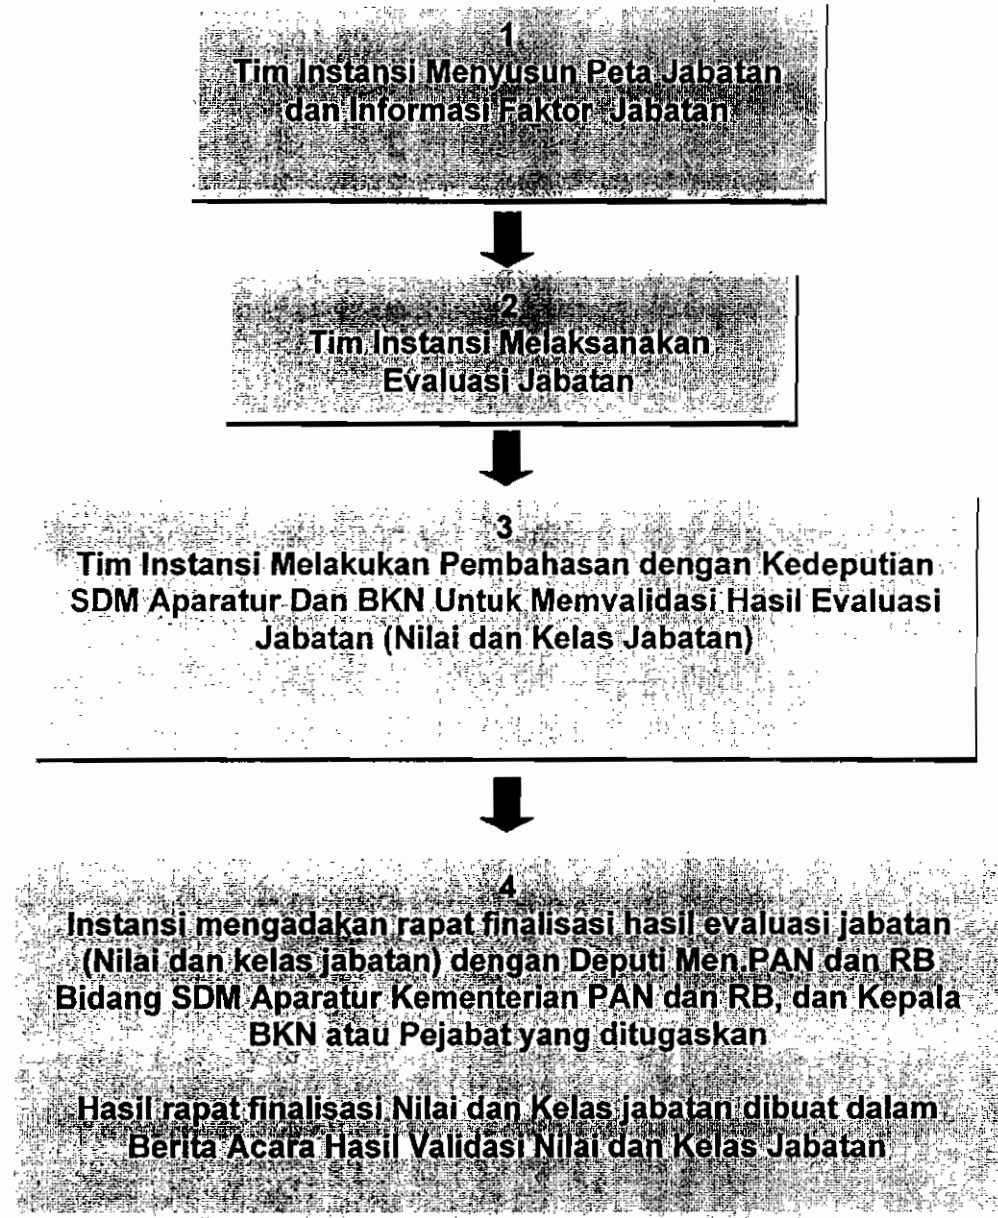 1
Tim Instansi Menyusun Peta Jabatan
dan Informasi Faktor Jabatan
2
Tim Instansi Melaksanakan
Evaluasi Jabatan
3
Tim Instansi Melakukan Pembahasan dengan Kedeputian
SDM Aparatur Dan BKN Untuk Memvalidasi Hasil Evaluasi
Jabatan (Nilai dan Kelas Jabatan)
4
Instansi mengadakan rapat finalisasi hasil evaluasi jabatan
(Nilai dan kelas jabatan) dengan Deputi Men.PAN dan RB
Bidang SDM Aparatur Kementerian PAN dan RB, dan Kepala
BKN atau Pejabat yang ditugaskan
Hasil rapat finalisasi Nilai dan Kelas jabatan dibuat dalam
Berita Acara Hasil Validasi Nilai dan Kelas Jabatan